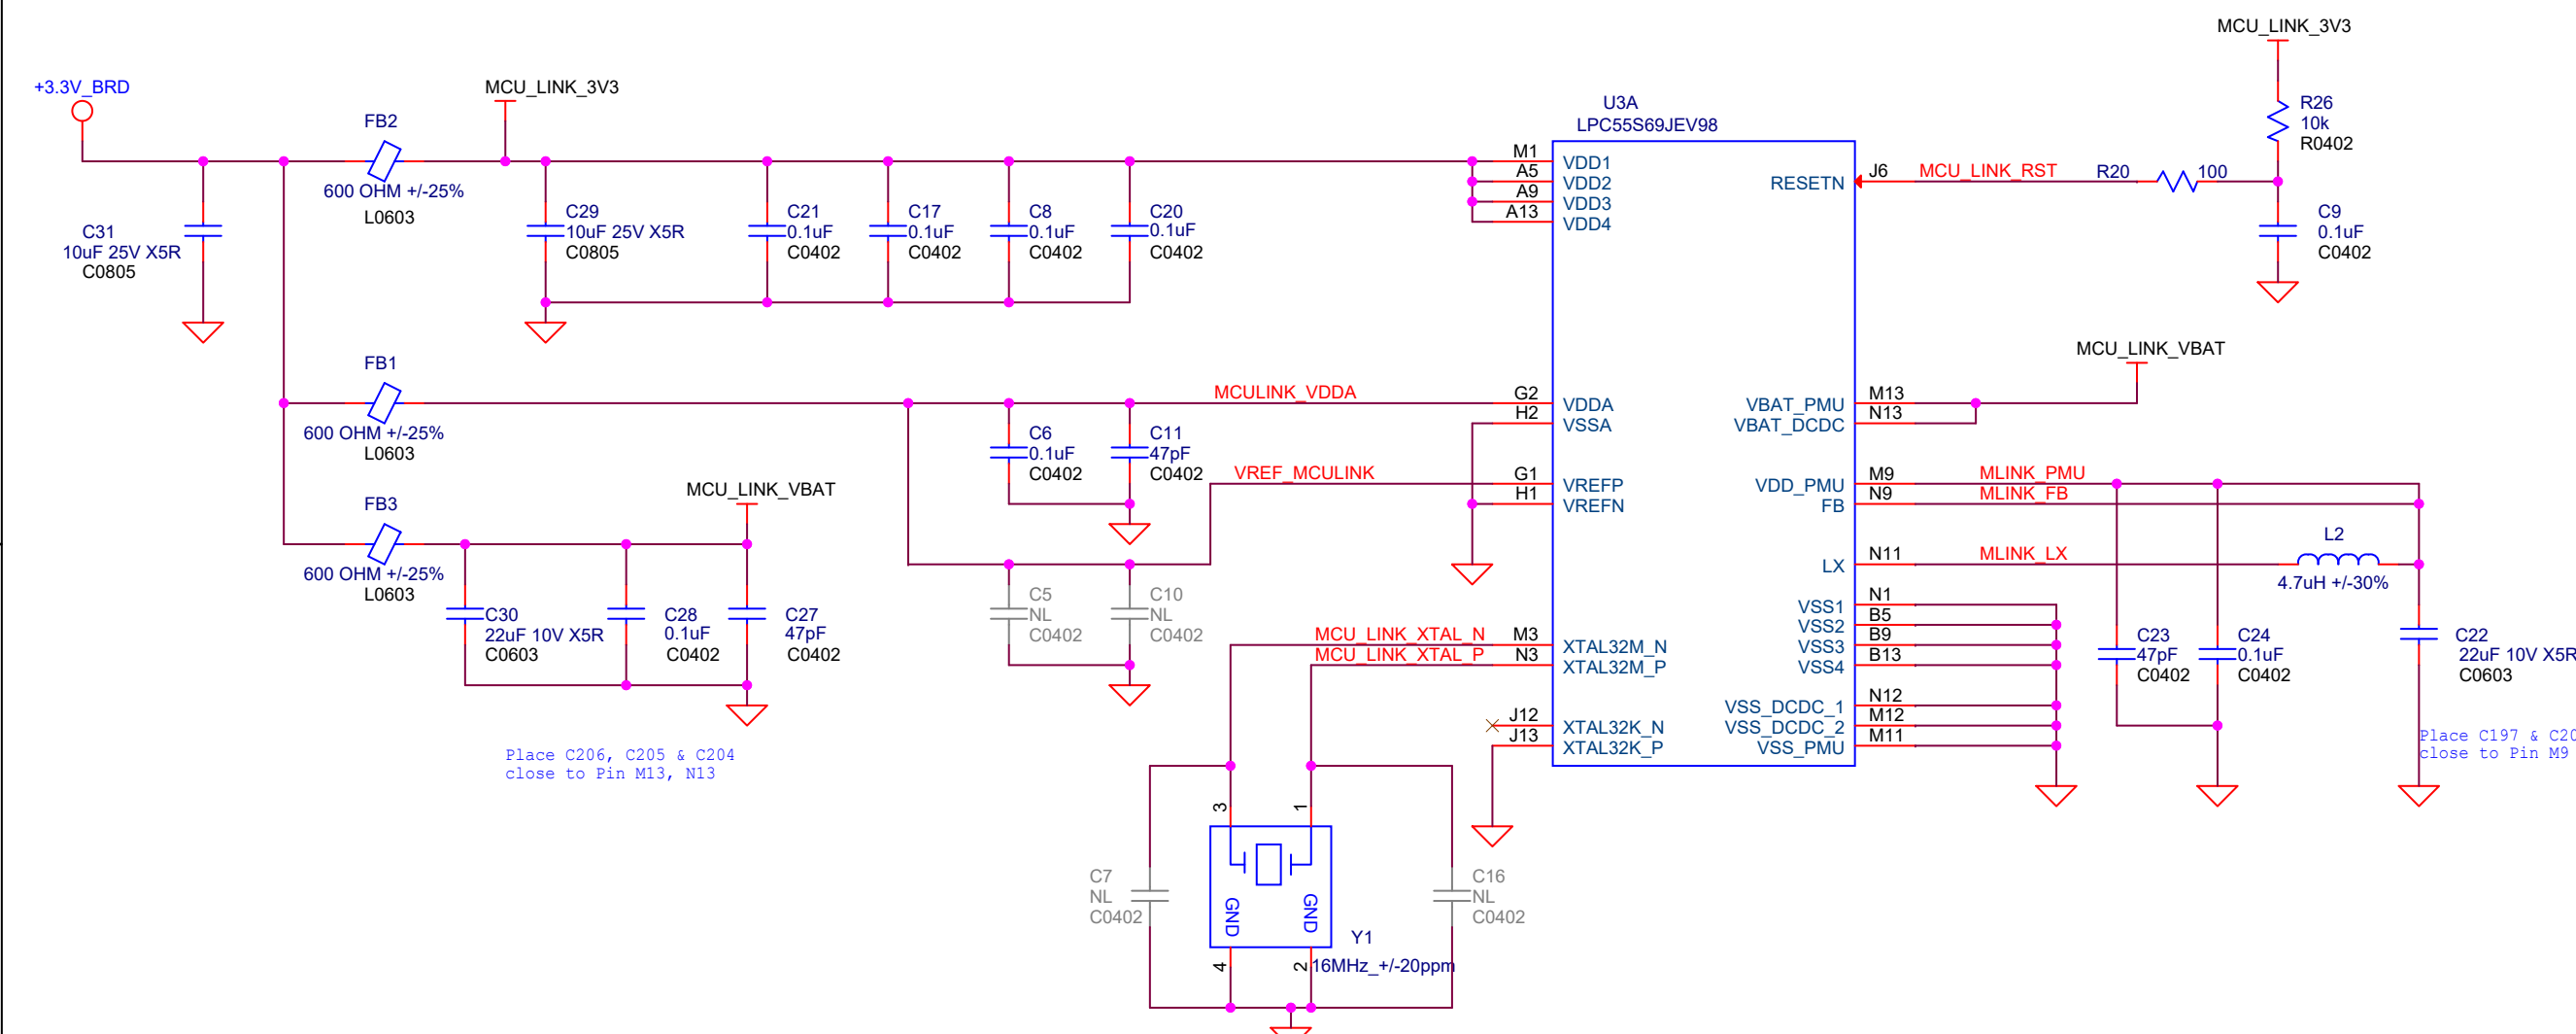 +3.3V_BRD
FB2
600 OHM +/-25%
L0603
MCU_LINK_3V3
C31
10uF 25V X5R
C0805
C29
10uF 25V X5R
C0805
C21
0.1uF
C0402
C17
0.1uF
C0402
C8
0.1uF
C0402
C20
0.1uF
C0402
FB1
600 OHM +/-25%
L0603
MCULINK_VDDA
C6
0.1uF
C0402
C11
47pF
C0402
VREF_MCULINK
C5
NL
C0402
C10
NL
C0402
FB3
600 OHM +/-25%
L0603
MCU_LINK_VBAT
C30
22uF 10V X5R
C0603
C28
0.1uF
C0402
C27
47pF
C0402
Place C206, C205 & C204
close to Pin M13, N13
MCU_LINK_XTAL_N
MCU_LINK_XTAL_P
C7
NL
C0402
3
1
GND
GND
4
2
Y1
16MHz_+/-20ppm
C16
NL
C0402
U3A
LPC55S69JEV98
M1
VDD1
A5
VDD2
A9
VDD3
A13
VDD4
G2
VDDA
H2
VSSA
G1
VREFP
H1
VREFN
M3
XTAL32M_N
N3
XTAL32M_P
J12
XTAL32K_N
J13
XTAL32K_P
RESETN
J6
VBAT_PMU
M13
VBAT_DCDC
N13
VDD_PMU
M9
FB
N9
LX
N11
VSS1
N1
VSS2
B5
VSS3
B9
VSS4
B13
VSS_DCDC_1
N12
VSS_DCDC_2
M12
VSS_PMU
M11
MCU_LINK_RST
R20
100
MCU_LINK_3V3
R26
10k
R0402
C9
0.1uF
C0402
MCU_LINK_VBAT
MLINK_PMU
MLINK_FB
MLINK_LX
L2
4.7uH +/-30%
C23
47pF
C0402
C24
0.1uF
C0402
C22
22uF 10V X5R
C0603
Place C197 & C20
close to Pin M9